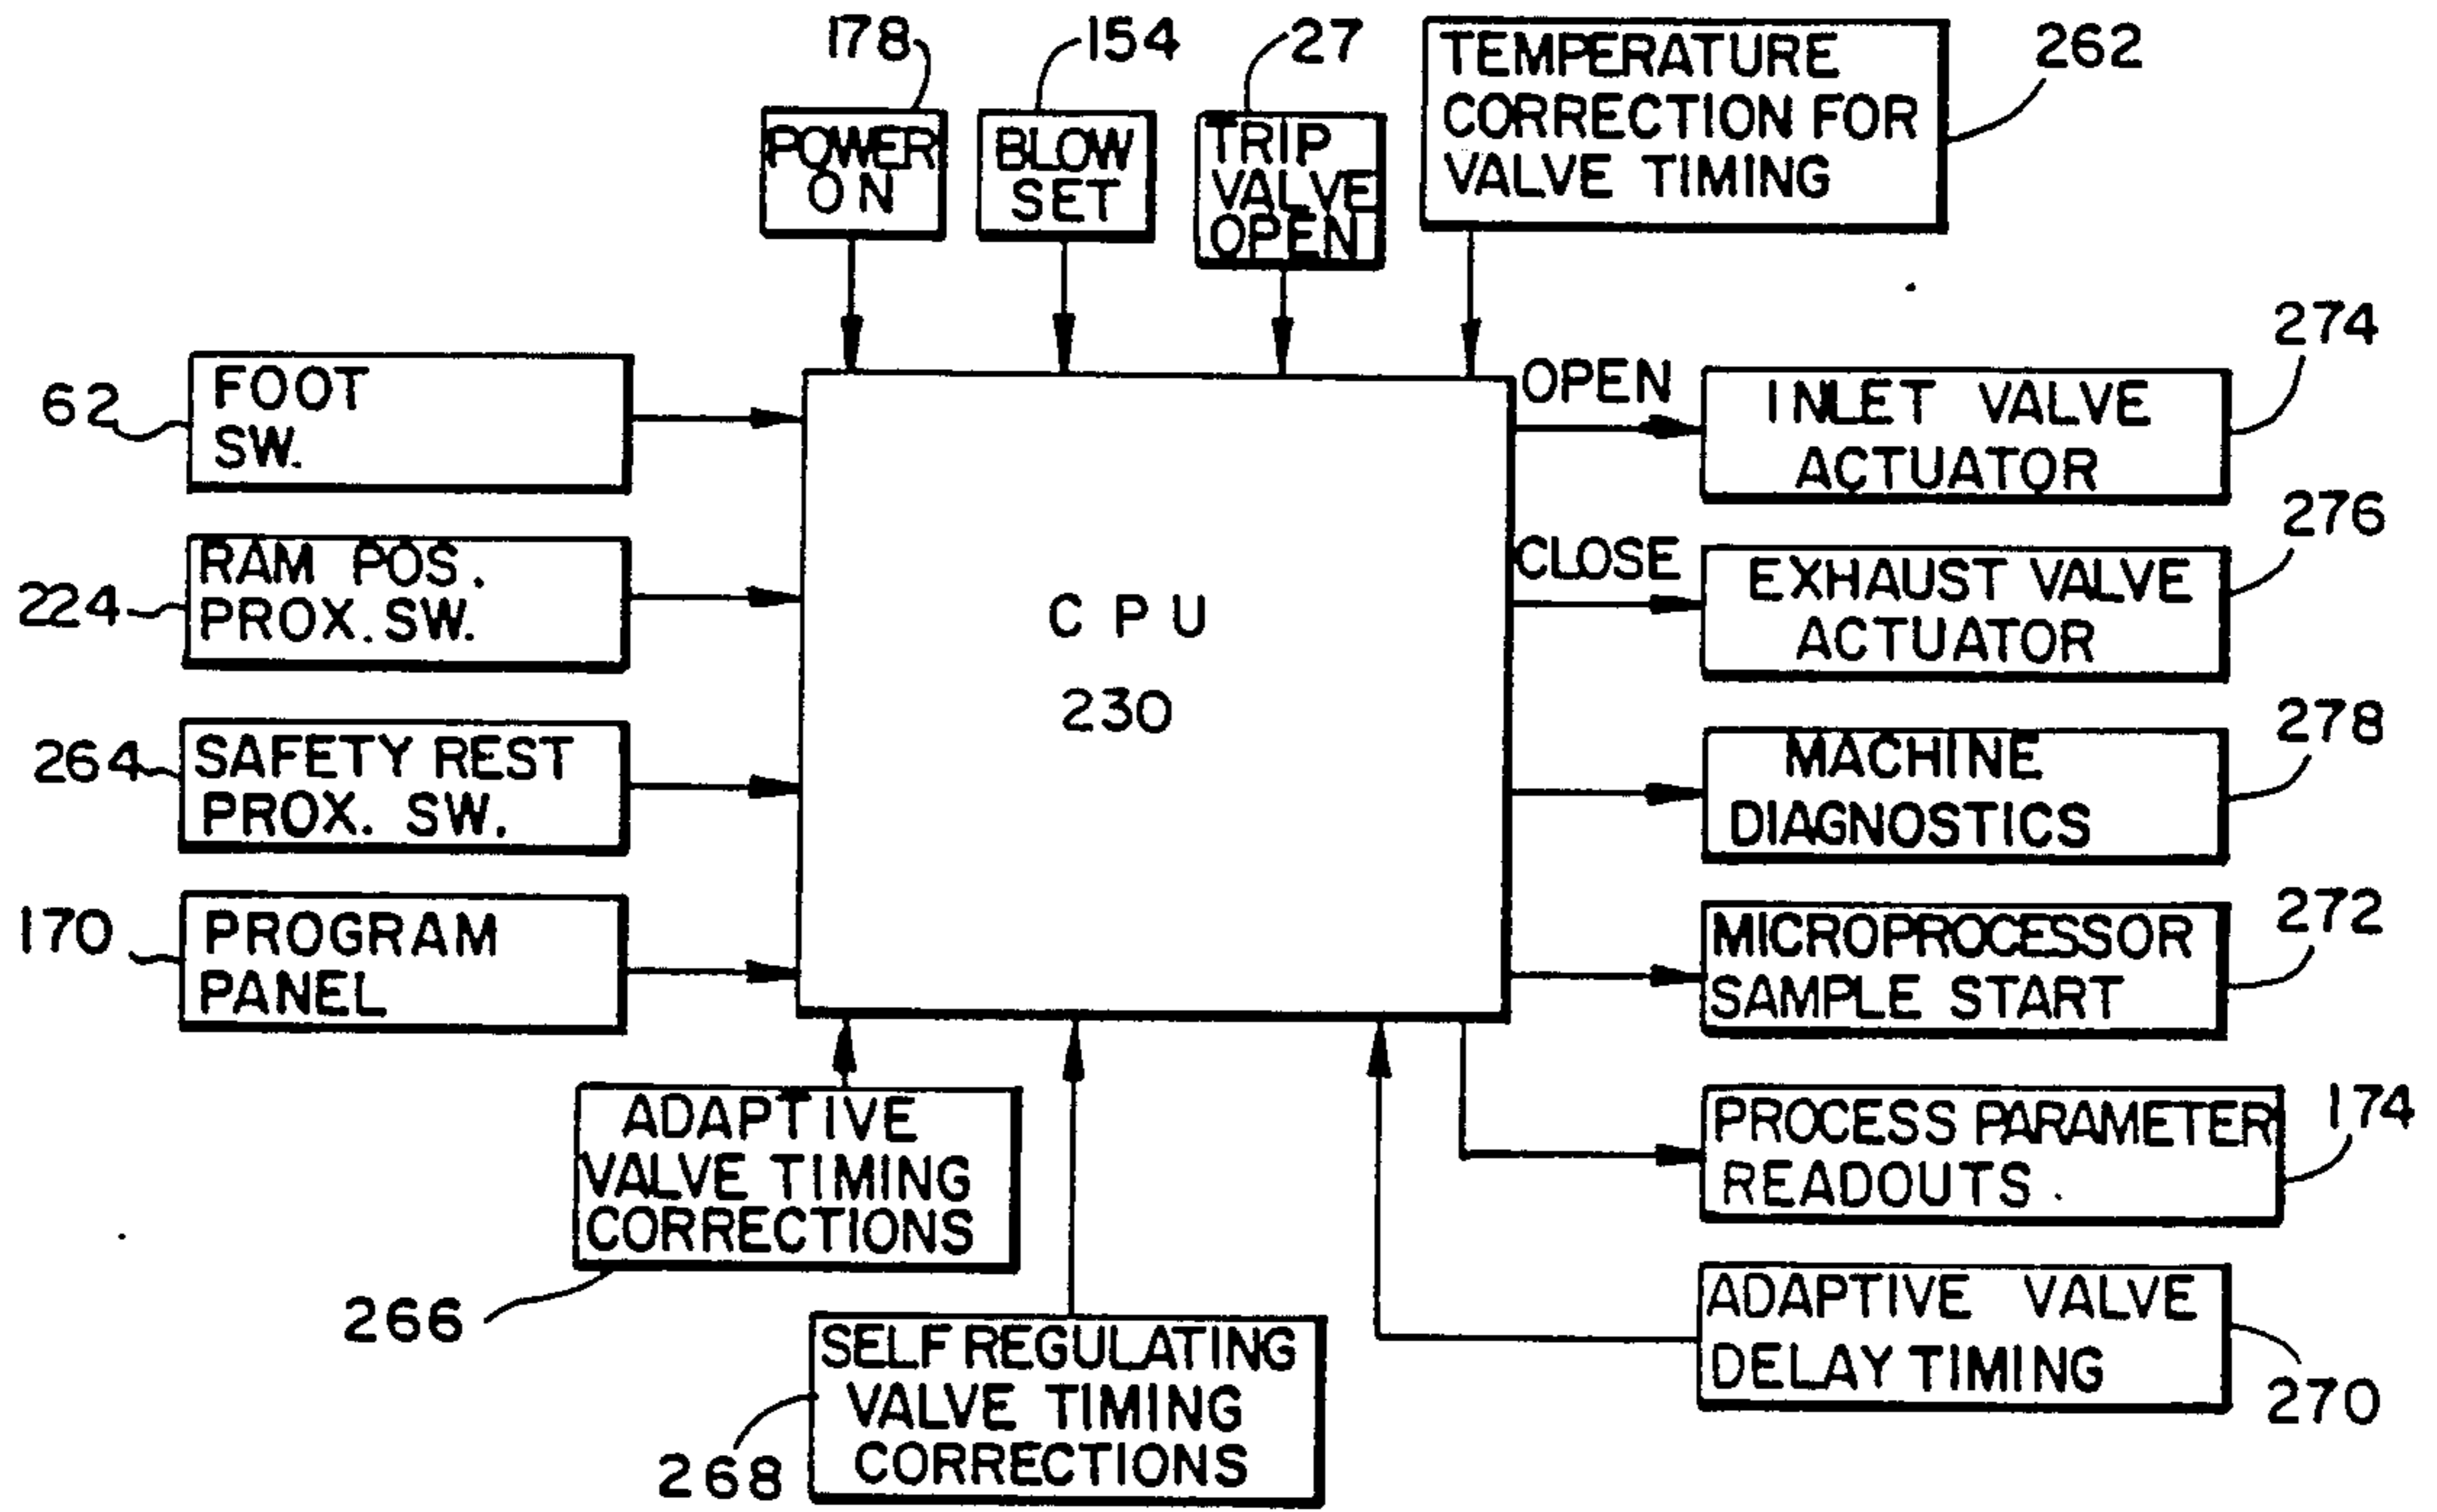 178
154
27
262
POWER
ON
BLOW
SET
TRIP
VALVE
OPEN
TEMPERATURE
CORRECTION FOR
VALVE TIMING
62
FOOT
SW.
224
RAM POS.
PROX. SW.
264
SAFETY REST
PROX. SW.
170
PROGRAM
PANEL
CPU
230
OPEN
INLET VALVE
ACTUATOR
274
CLOSE
EXHAUST VALVE
ACTUATOR
276
MACHINE
DIAGNOSTICS
278
MICROPROCESSOR
SAMPLE START
272
PROCESS PARAMETER
READOUTS
174
ADAPTIVE VALVE
DELAY TIMING
270
ADAPTIVE
VALVE TIMING
CORRECTIONS
266
SELF REGULATING
VALVE TIMING
CORRECTIONS
268